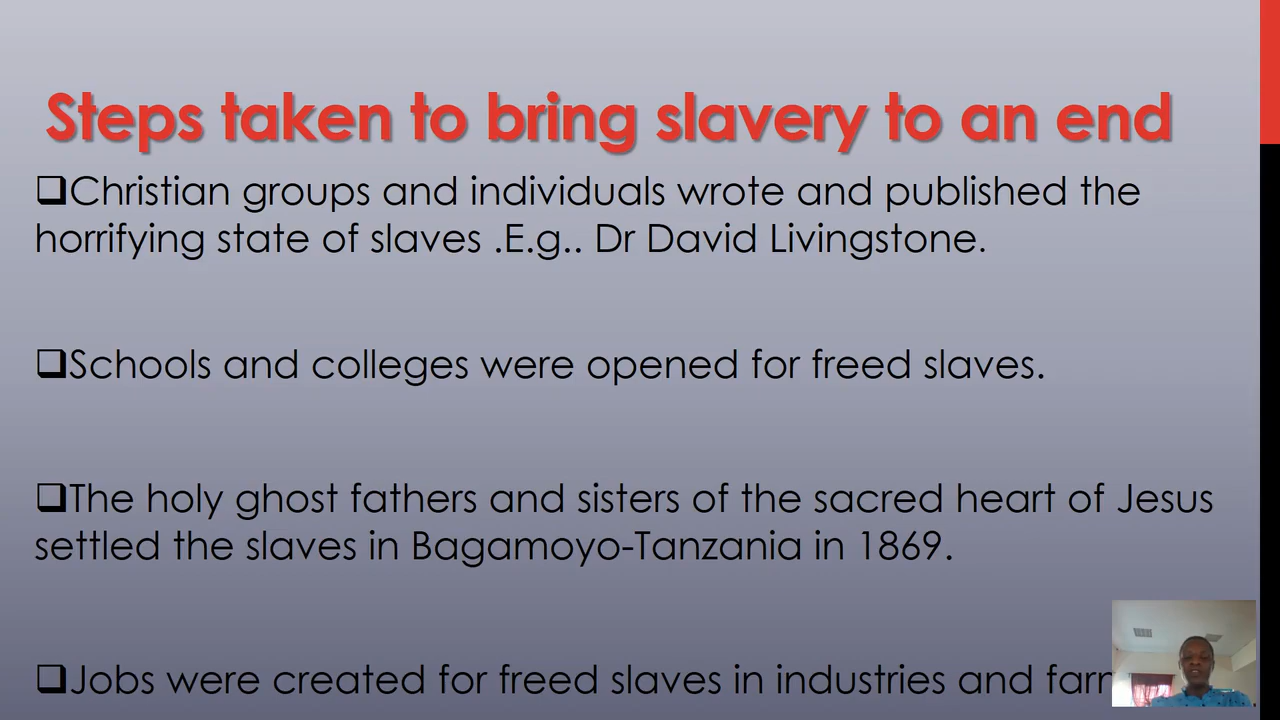 Steps taken to bring slavery to an end
❑Christian groups and individuals wrote and published the
horrifying state of slaves .E.g.. Dr David Livingstone.
❑Schools and colleges were opened for freed slaves.
❑The holy ghost fathers and sisters of the sacred heart of Jesus
settled the slaves in Bagamoyo-Tanzania in 1869.
❑Jobs were created for freed slaves in industries and